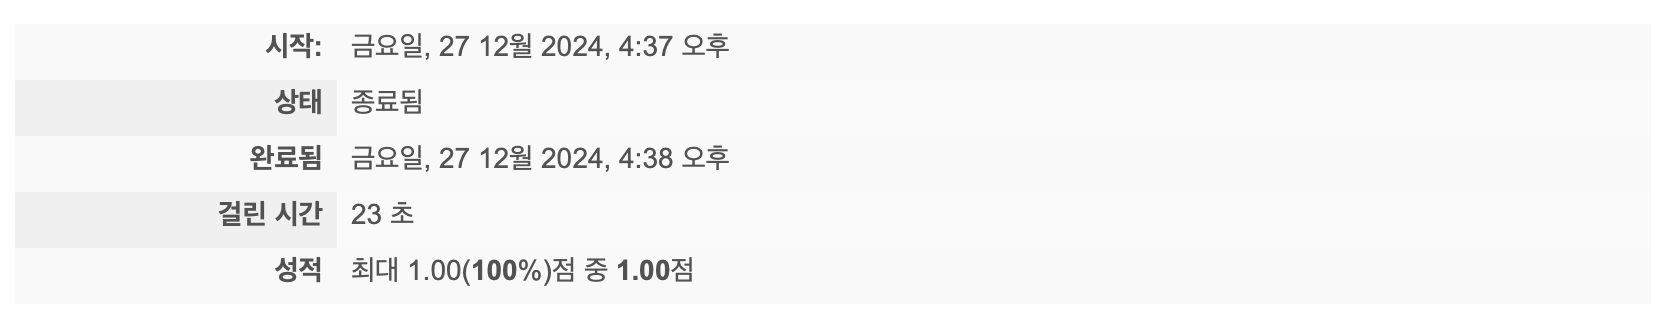 시작: 금요일, 27 12월 2024, 4:37 오후
상태 종료됨
완료됨 금요일, 27 12월 2024, 4:38 오후
걸린 시간 23 초
성적 최대 1.00(100%)점 중 1.00점